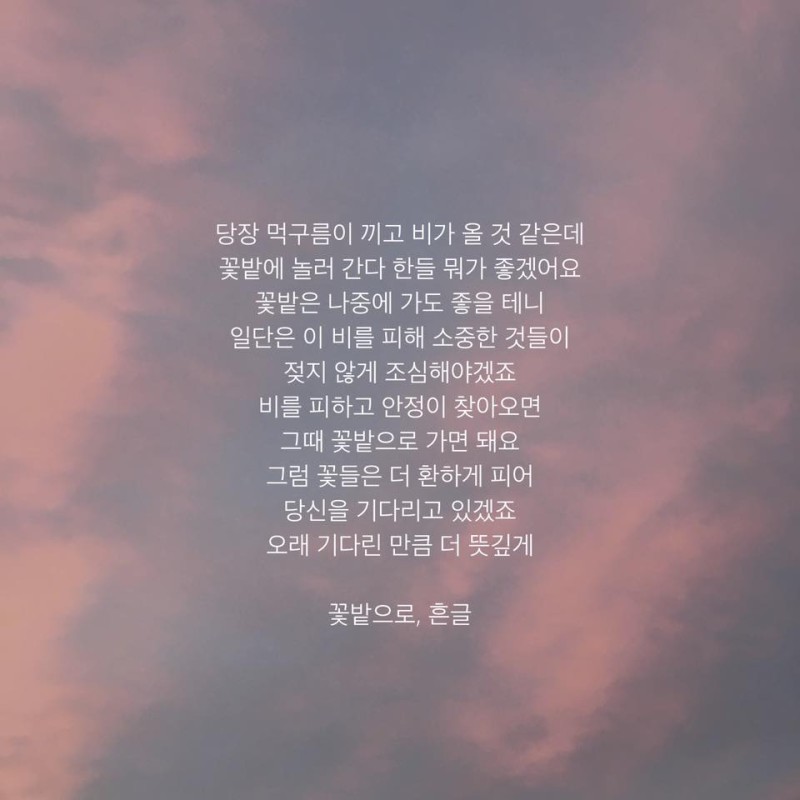 당장 먹구름이 끼고 비가 올 것 같은데
꽃밭에 놀러 간다 한들 뭐가 좋겠어요
꽃밭은 나중에 가도 좋을 테니
일단은 이 비를 피해 소중한 것들이
젖지 않게 조심해야겠죠
비를 피하고 안정이 찾아오면
그때 꽃밭으로 가면 돼요
그럼 꽃들은 더 환하게 피어
당신을 기다리고 있겠죠
오래 기다린 만큼 더 뜻깊게
꽃밭으로, 흔글